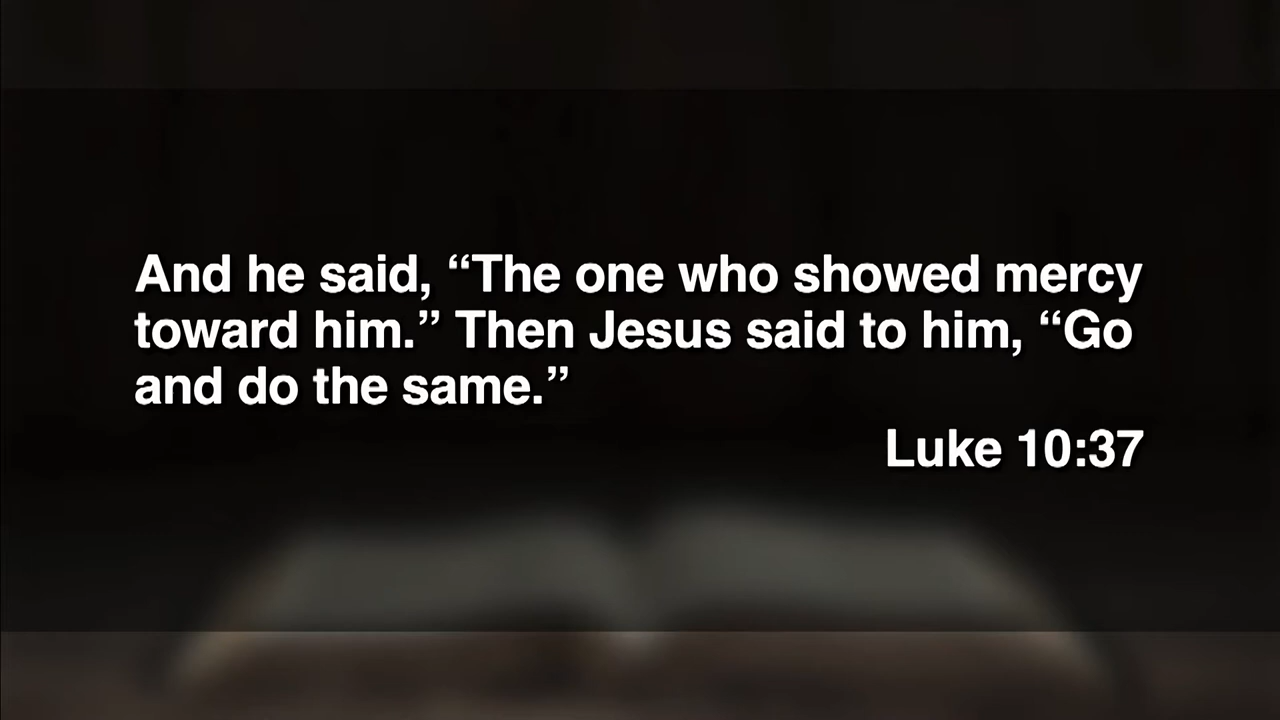 And he said, “The one who showed mercy
toward him.” Then Jesus said to him, “Go
and do the same.”
Luke 10:37